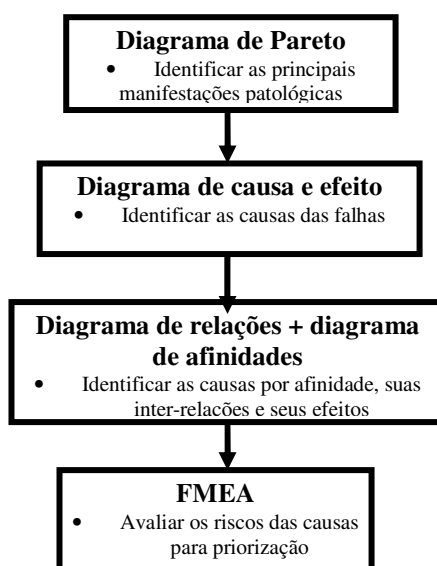 Diagrama de Pareto
• Identificar as principais
manifestações patológicas
Diagrama de causa e efeito
• Identificar as causas das falhas
Diagrama de relações + diagrama
de afinidades
• Identificar as causas por afinidade, suas
inter-relações e seus efeitos
FMEA
• Avaliar os riscos das causas
para priorização